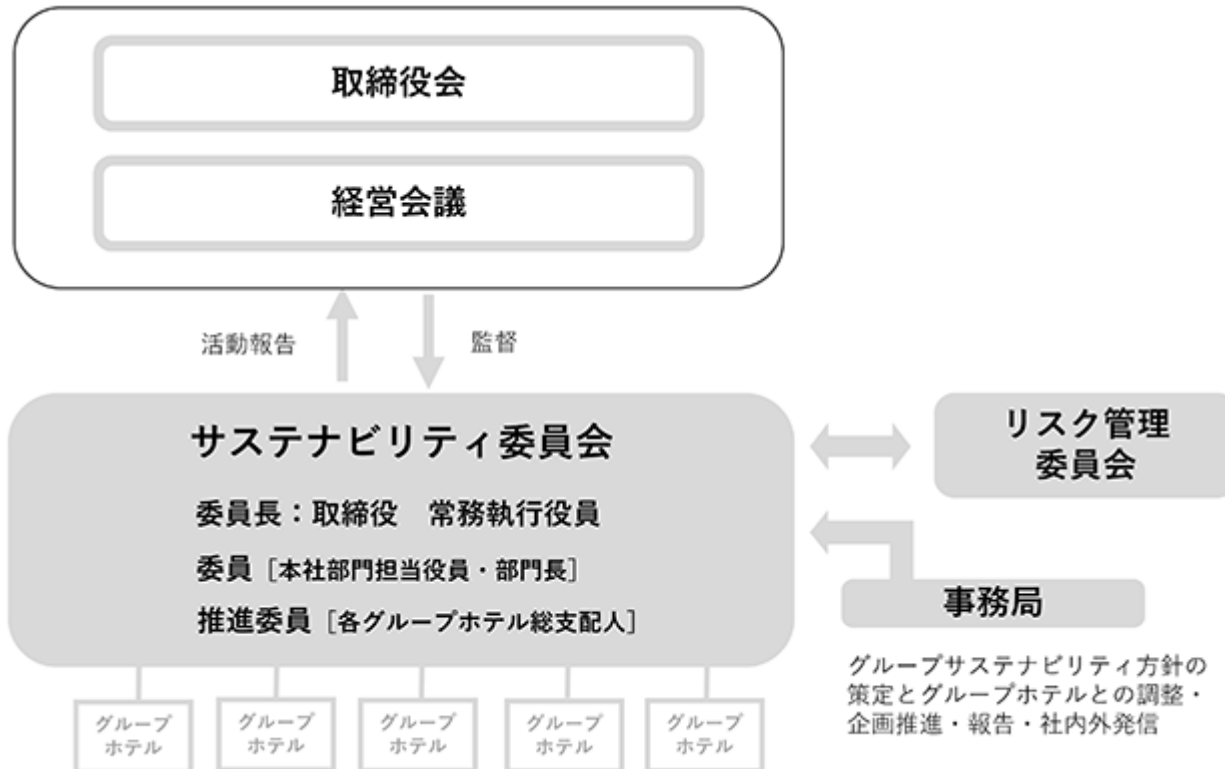 取締役会
経営会議
活動報告
監督
サステナビリティ委員会
委員長：取締役　常務執行役員
委員［本社部門担当役員・部門長］
推進委員［各グループホテル総支配人］
リスク管理
委員会
事務局
グループサステナビリティ方針の
策定とグループホテルとの調整・
企画推進・報告・社内外発信
グループ
ホテル
グループ
ホテル
グループ
ホテル
グループ
ホテル
グループ
ホテル